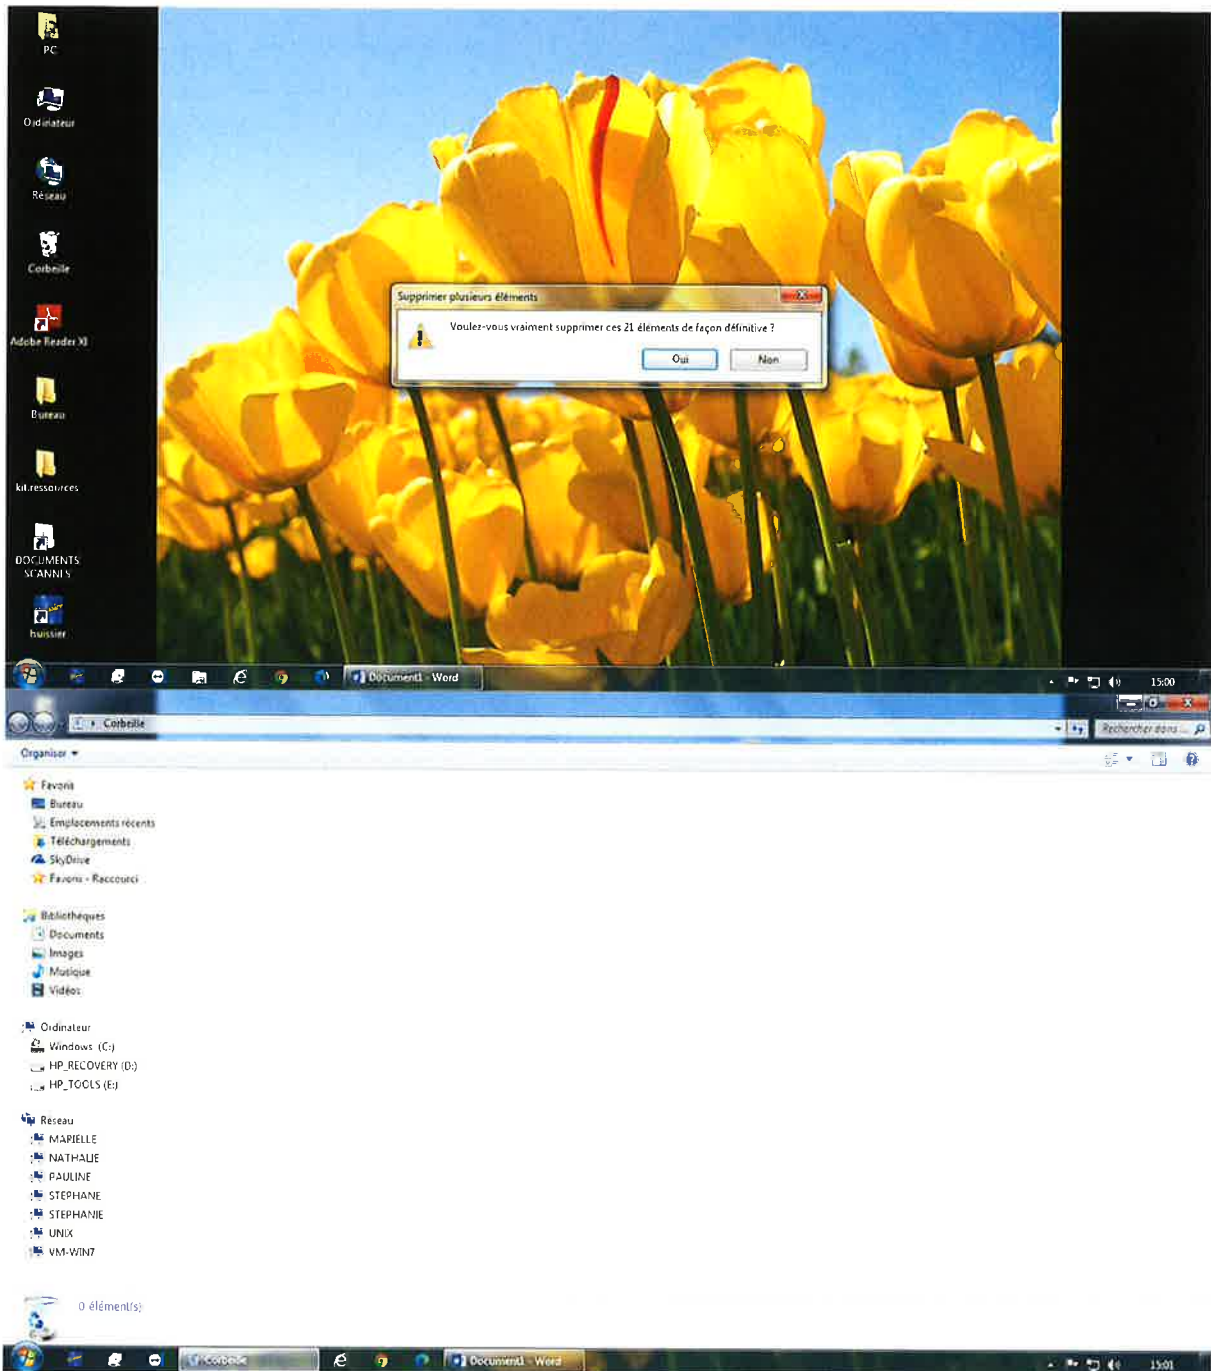 PC
Ordinateur
Réseau
Corbeille
Adobe Reader XI
Bureau
kit.ressources
DOCUMENTS
SCANNES
huissier
Supprimer plusieurs éléments
Voulez-vous vraiment supprimer ces 21 éléments de façon définitive ?
Oui
Non
Document1 - Word
15:00
Corbeille
Rechercher dans ...
Organiser
Favoris
Bureau
Emplacements récents
Téléchargements
SkyDrive
Favoris - Raccourci
Bibliothèques
Documents
Images
Musique
Vidéos
Ordinateur
Windows (C:)
HP_RECOVERY (D:)
HP_TOOLS (E:)
Réseau
MARIELLE
NATHALIE
PAULINE
STEPHANE
STEPHANIE
UNIX
VM-WIN7
0 élément(s)
Corbeille
Document1 - Word
15:01